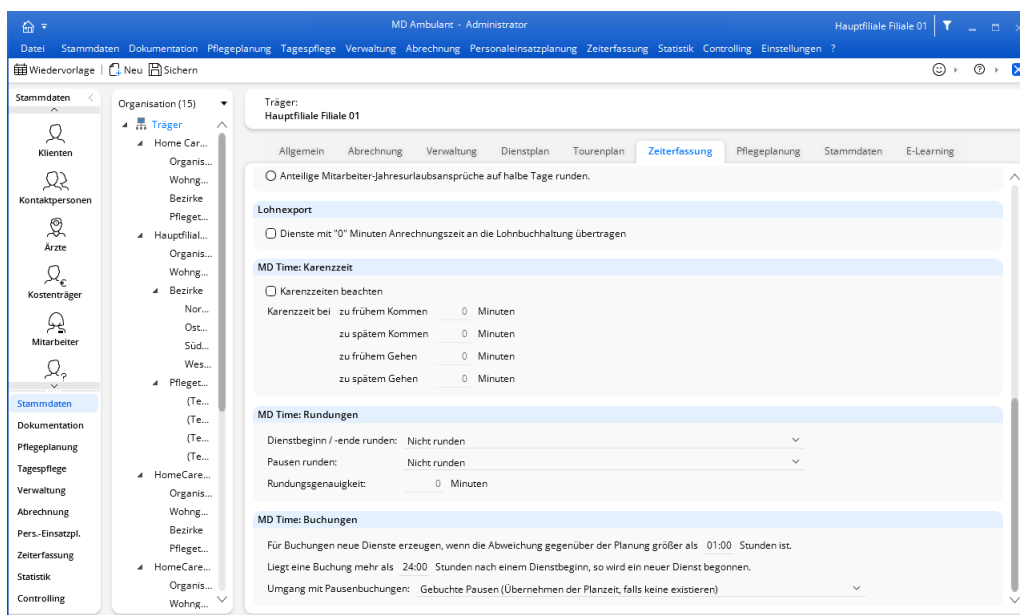 MD Ambulant - Administrator
Hauptfiliale Filiale 01
Datei Stammdaten Dokumentation Pflegeplanung Tagespflege Verwaltung Abrechnung Personaleinsatzplanung Zeiterfassung Statistik Controlling Einstellungen ?
Wiedervorlage Neu Sichern
Stammdaten
Klienten
Kontaktpersonen
Ärzte
Kostenträger
Mitarbeiter
Stammdaten
Dokumentation
Pflegeplanung
Tagespflege
Verwaltung
Abrechnung
Pers.-Einsatzpl.
Zeiterfassung
Statistik
Controlling
Organisation (15)
Träger
Home Car...
Organis...
Wohng...
Bezirke
Pfleget...
Hauptfilial...
Organis...
Wohng...
Bezirke
Nor...
Ost...
Süd...
Wes...
Pfleget...
(Te...
(Te...
(Te...
(Te...
HomeCare...
Organis...
Wohng...
Bezirke
Pfleget...
HomeCare...
Organis...
Wohng...
Träger:
Hauptfiliale Filiale 01
Allgemein Abrechnung Verwaltung Dienstplan Tourenplan Zeiterfassung Pflegeplanung Stammdaten E-Learning
Anteilige Mitarbeiter-Jahresurlaubsansprüche auf halbe Tage runden.
Lohnexport
Dienste mit "0" Minuten Anrechnungszeit an die Lohnbuchhaltung übertragen
MD Time: Karenzzeit
Karenzzeiten beachten
Karenzzeit bei zu frühem Kommen 0 Minuten
zu spätem Kommen 0 Minuten
zu frühem Gehen 0 Minuten
zu spätem Gehen 0 Minuten
MD Time: Rundungen
Dienstbeginn / -ende runden: Nicht runden
Pausen runden: Nicht runden
Rundungsgenauigkeit: 0 Minuten
MD Time: Buchungen
Für Buchungen neue Dienste erzeugen, wenn die Abweichung gegenüber der Planung größer als 01:00 Stunden ist.
Liegt eine Buchung mehr als 24:00 Stunden nach einem Dienstbeginn, so wird ein neuer Dienst begonnen.
Umgang mit Pausenbuchungen: Gebuchte Pausen (Übernehmen der Planzeit, falls keine existieren)